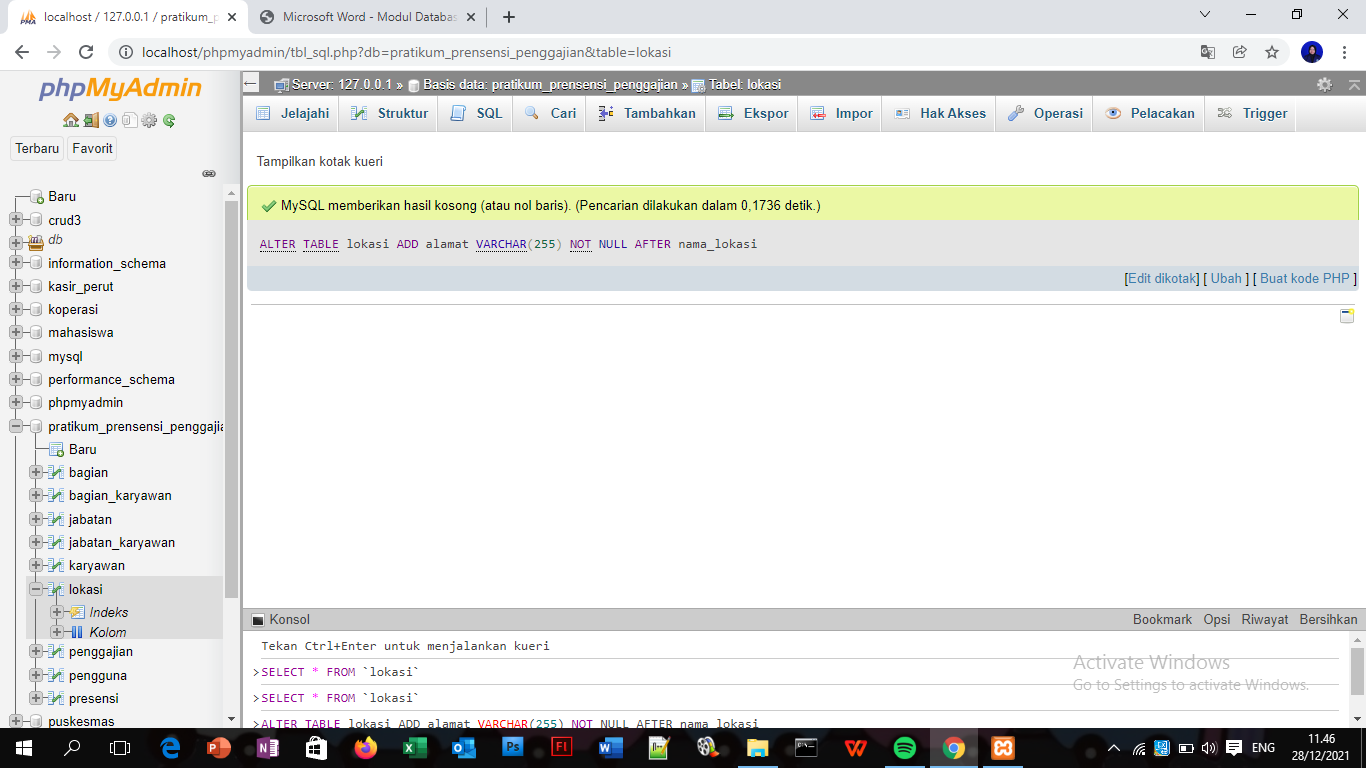 localhost / 127.0.0.1 / pratikum_p
Microsoft Word - Modul Databas
localhost/phpmyadmin/tbl_sql.php?db=pratikum_prensensi_penggajian&table=lokasi
phpMyAdmin
Terbaru
Favorit
Baru
crud3
db
information_schema
kasir_perut
koperasi
mahasiswa
mysql
performance_schema
phpmyadmin
pratikum_prensensi_penggajia
Baru
bagian
bagian_karyawan
jabatan
jabatan_karyawan
karyawan
lokasi
Indeks
Kolom
penggajian
pengguna
presensi
puskesmas
Server: 127.0.0.1 » Basis data: pratikum_prensensi_penggajian » Tabel: lokasi
Jelajahi Struktur SQL Cari Tambahkan Ekspor Impor Hak Akses Operasi Pelacakan Trigger
Tampilkan kotak kueri
MySQL memberikan hasil kosong (atau nol baris). (Pencarian dilakukan dalam 0,1736 detik.)
ALTER TABLE lokasi ADD alamat VARCHAR(255) NOT NULL AFTER nama_lokasi
[Edit dikotak] [ Ubah ] [ Buat kode PHP ]
Konsol
Bookmark Opsi Riwayat Bersihkan
Tekan Ctrl+Enter untuk menjalankan kueri
>SELECT * FROM `lokasi`
>SELECT * FROM `lokasi`
>ALTER TABLE lokasi ADD alamat VARCHAR(255) NOT NULL AFTER nama_lokasi
Activate Windows
Go to Settings to activate Windows.
ENG
11.46
28/12/2021